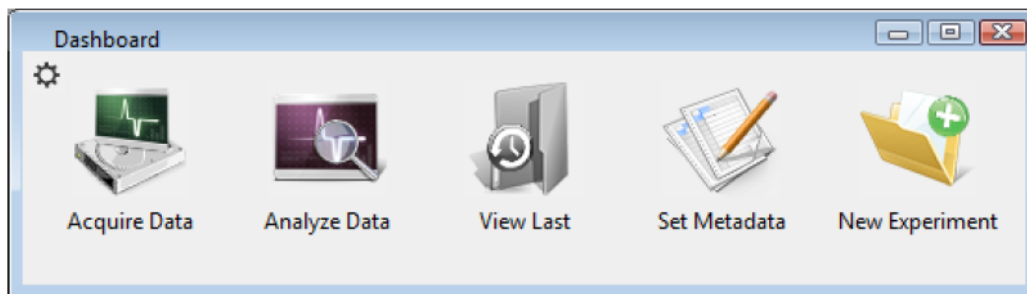 Dashboard
Acquire Data
Analyze Data
View Last
Set Metadata
New Experiment